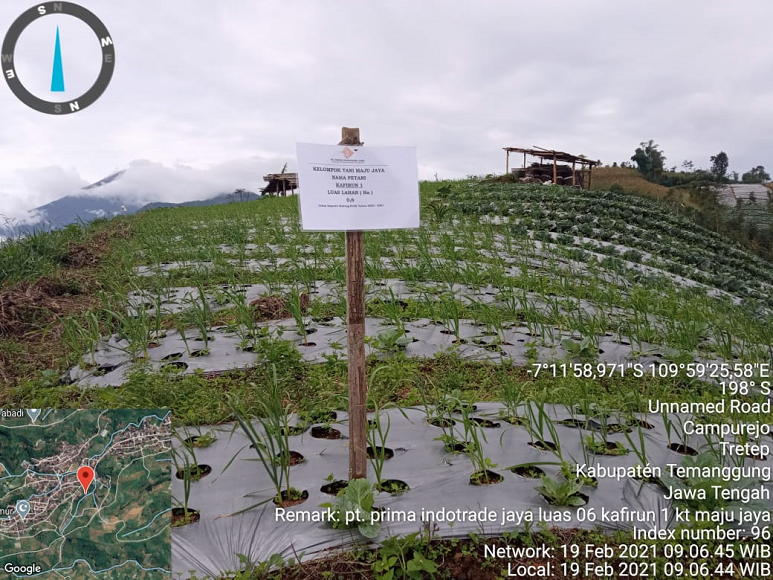 S
N
W
E
KELOMPOK TANI MAJU JAYA
NAMA PETANI
KAFIRUN 1
LUAS LAHAN ( Ha )
0,6
-7°11'58,971"S 109°59'25,58"E
198° S
Unnamed Road
Campurejo
Tretep
Kabupaten Temanggung
Jawa Tengah
Remark: pt. prima indotrade jaya luas 06 kafirun 1 kt maju jaya
Index number: 96
Network: 19 Feb 2021 09.06.45 WIB
Local: 19 Feb 2021 09.06.44 WIB
abadi
mur
Google